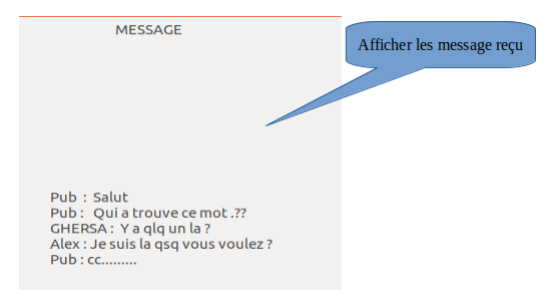 MESSAGE
Afficher les message reçu
Pub : Salut
Pub : Qui a trouve ce mot .??
GHERSA : Y a qlq un la ?
Alex : Je suis la qsq vous voulez ?
Pub : cc.........